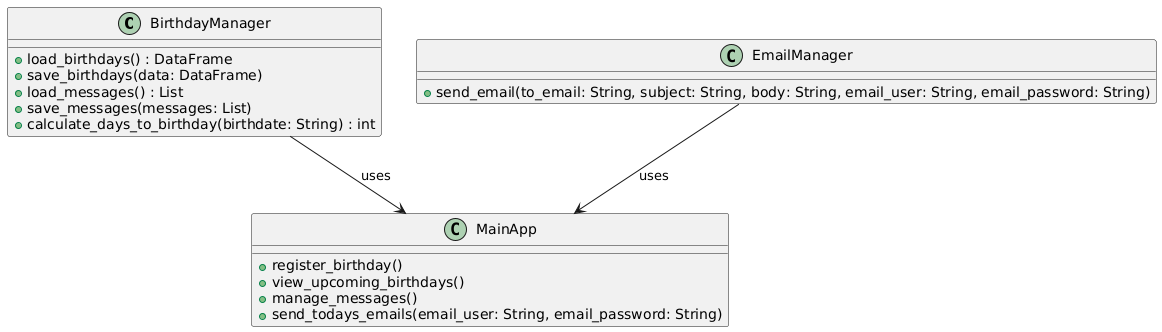 C BirthdayManager
load_birthdays() : DataFrame
save_birthdays(data: DataFrame)
load_messages() : List
save_messages(messages: List)
calculate_days_to_birthday(birthdate: String) : int
C EmailManager
send_email(to_email: String, subject: String, body: String, email_user: String, email_password: String)
uses
uses
C MainApp
register_birthday()
view_upcoming_birthdays()
manage_messages()
send_todays_emails(email_user: String, email_password: String)